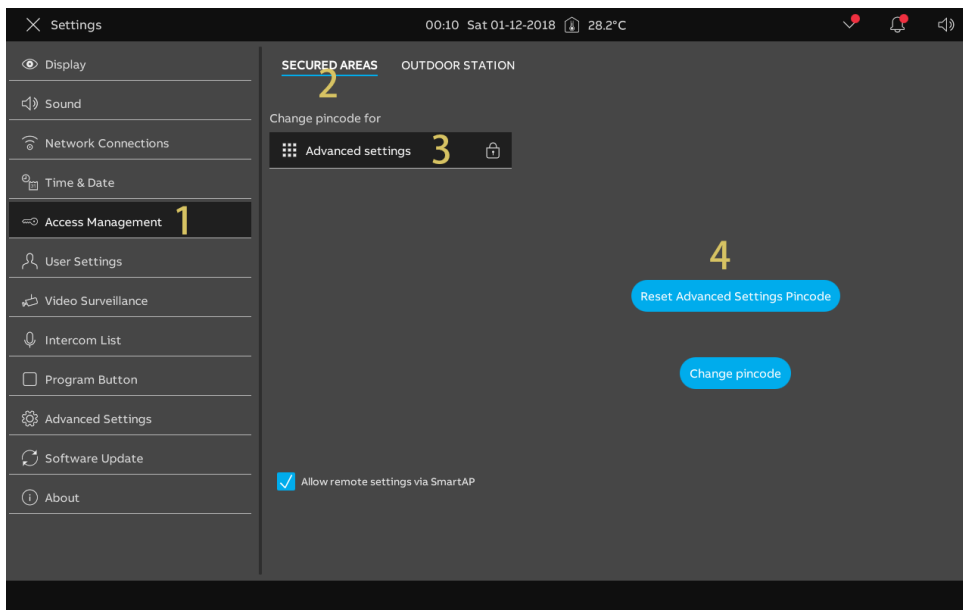 Settings
00:10 Sat 01-12-2018 28.2°C
Display
Sound
Network Connections
Time & Date
Access Management 1
User Settings
Video Surveillance
Intercom List
Program Button
Advanced Settings
Software Update
About
SECURED AREAS OUTDOOR STATION
2
Change pincode for
Advanced settings 3
4
Reset Advanced Settings Pincode
Change pincode
Allow remote settings via SmartAP